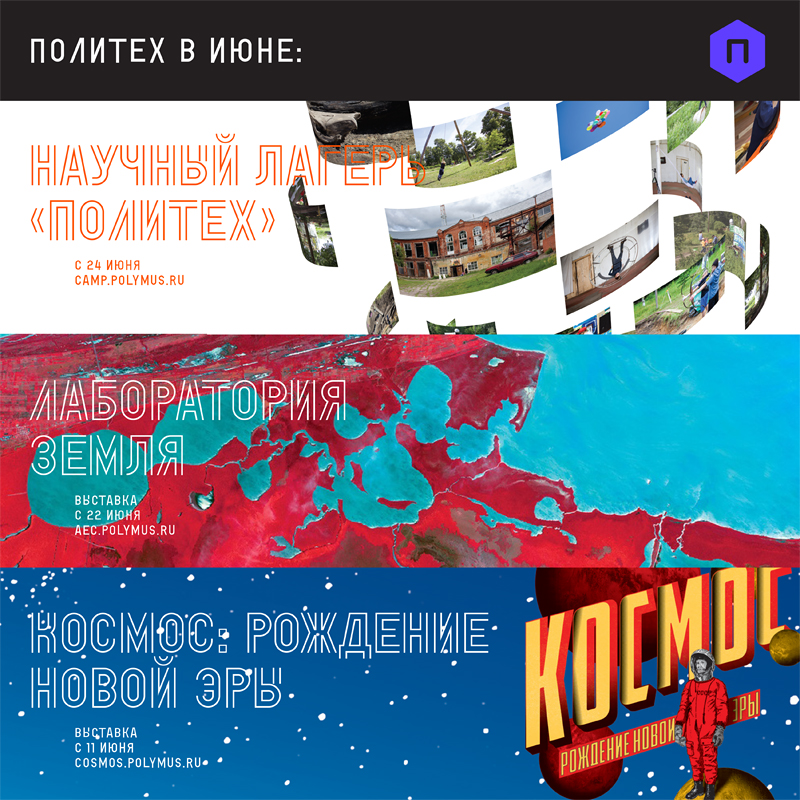 ПОЛИТЕХ В ИЮНЕ:
П
НАУЧНЫЙ ЛАГЕРЬ
«ПОЛИТЕХ»
С 24 ИЮНЯ
CAMP.POLYMUS.RU
ЛАБОРАТОРИЯ
ЗЕМЛЯ
ВЫСТАВКА
С 22 ИЮНЯ
AEC.POLYMUS.RU
КОСМОС: РОЖДЕНИЕ
НОВОЙ ЭРЫ
ВЫСТАВКА
С 11 ИЮНЯ
COSMOS.POLYMUS.RU
КОСМОС
РОЖДЕНИЕ НОВОЙ ЭРЫ